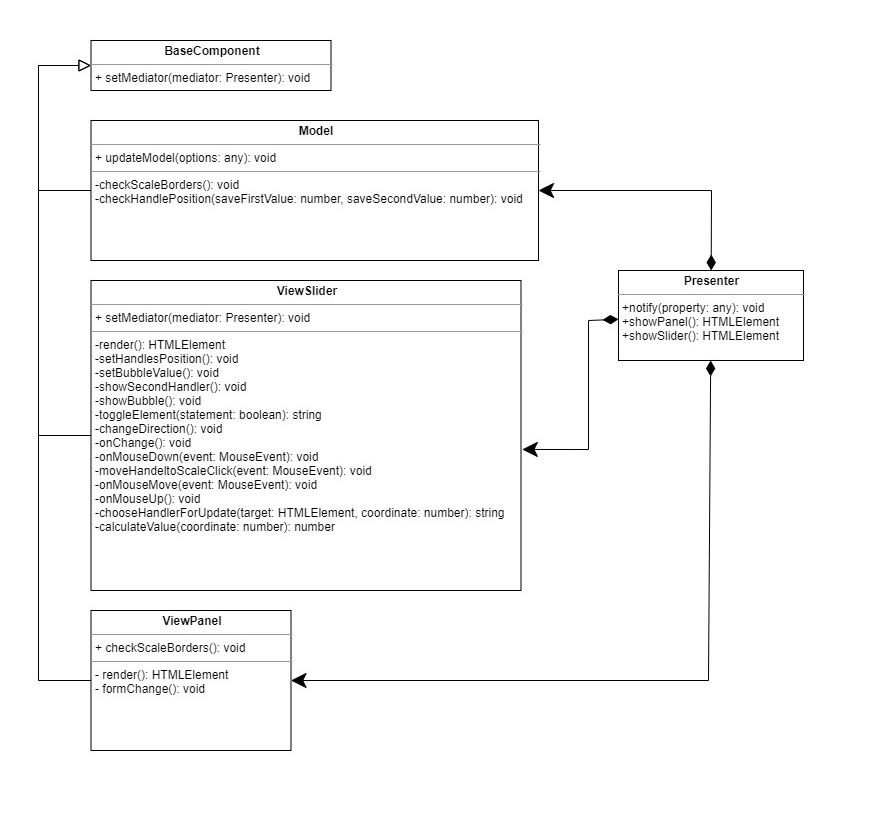 BaseComponent
+ setMediator(mediator: Presenter): void
Model
+ updateModel(options: any): void
-checkScaleBorders(): void
-checkHandlePosition(saveFirstValue: number, saveSecondValue: number): void
Presenter
+notify(property: any): void
+showPanel(): HTMLElement
+showSlider(): HTMLElement
ViewSlider
+ setMediator(mediator: Presenter): void
-render(): HTMLElement
-setHandlesPosition(): void
-setBubbleValue(): void
-showSecondHandler(): void
-showBubble(): void
-toggleElement(statement: boolean): string
-changeDirection(): void
-onChange(): void
-onMouseDown(event: MouseEvent): void
-moveHandeltoScaleClick(event: MouseEvent): void
-onMouseMove(event: MouseEvent): void
-onMouseUp(): void
-chooseHandlerForUpdate(target: HTMLElement, coordinate: number): string
-calculateValue(coordinate: number): number
ViewPanel
+ checkScaleBorders(): void
- render(): HTMLElement
- formChange(): void